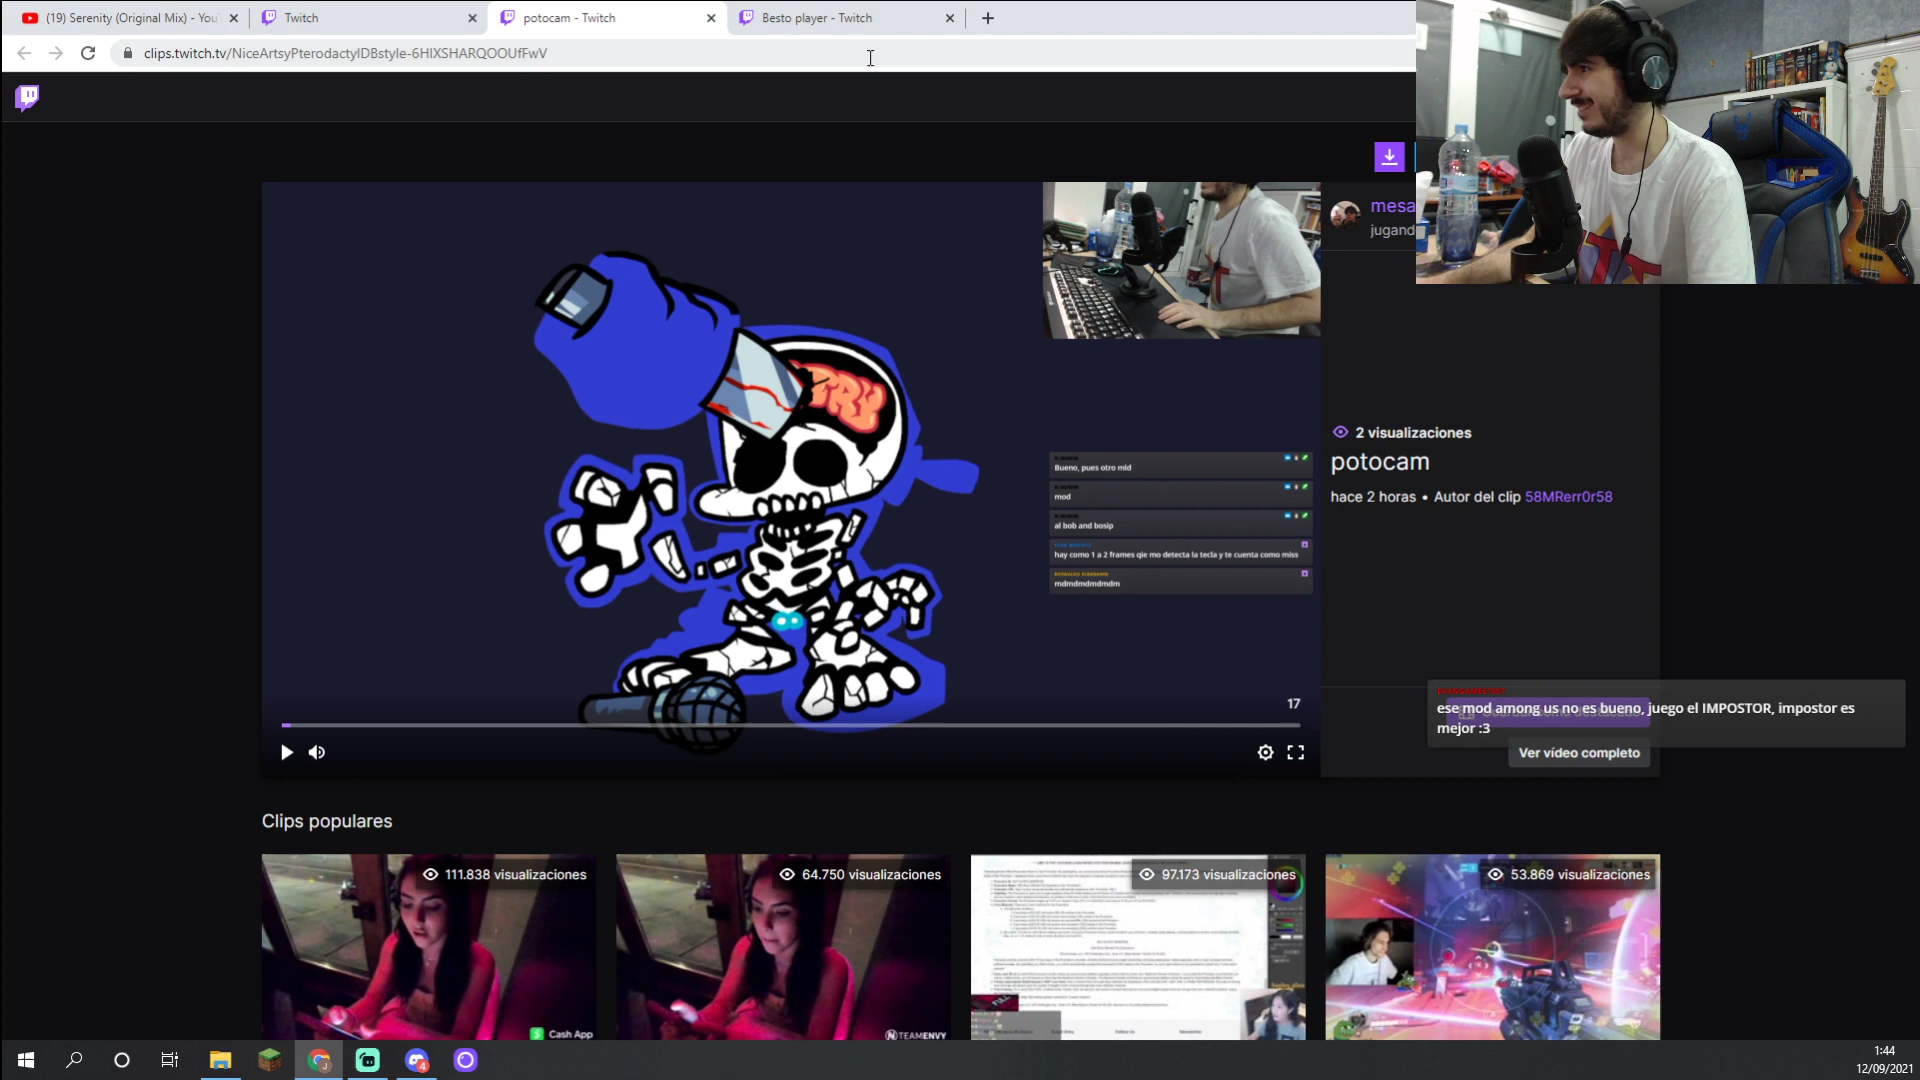 (19) Serenity (Original Mix) - You
Twitch
potocam - Twitch
Besto player - Twitch
clips.twitch.tv/NiceArtsyPterodactylDBstyle-6HIXSHARQOOUfFwV
mesa
jugand
Bueno, pues otro mld
mod
al bob and bosip
hay como 1 a 2 frames qie mo detecta la tecla y te cuenta como miss
mdmdmdmdmdm
2 visualizaciones
potocam
hace 2 horas • Autor del clip 58MRerr0r58
17
ese mod among us no es bueno, juego el IMPOSTOR, impostor es
mejor :3
Ver vídeo completo
Clips populares
111.838 visualizaciones
64.750 visualizaciones
97.173 visualizaciones
53.869 visualizaciones
Cash App
TEAMENVY
4
1:44
12/09/2021